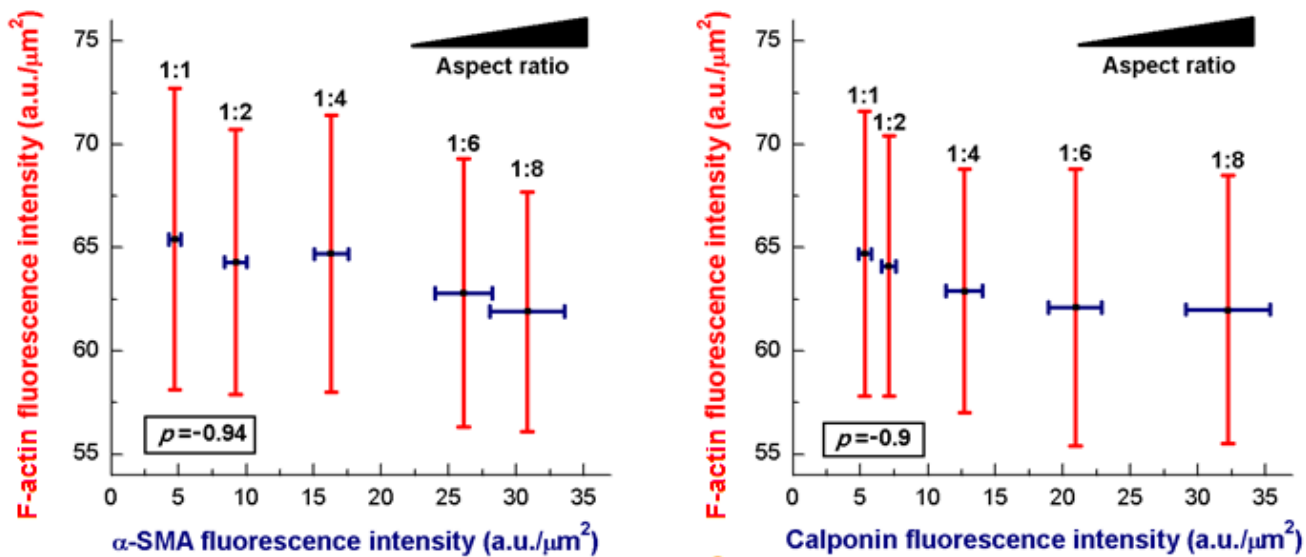 F-actin fluorescence intensity (a.u./μm²)
75
70
65
60
55
1:1
1:2
1:4
1:6
1:8
Aspect ratio
p=-0.94
0 5 10 15 20 25 30 35
α-SMA fluorescence intensity (a.u./μm²)
F-actin fluorescence intensity (a.u./μm²)
75
70
65
60
55
1:1
1:2
1:4
1:6
1:8
Aspect ratio
p=-0.9
0 5 10 15 20 25 30 35
Calponin fluorescence intensity (a.u./μm²)